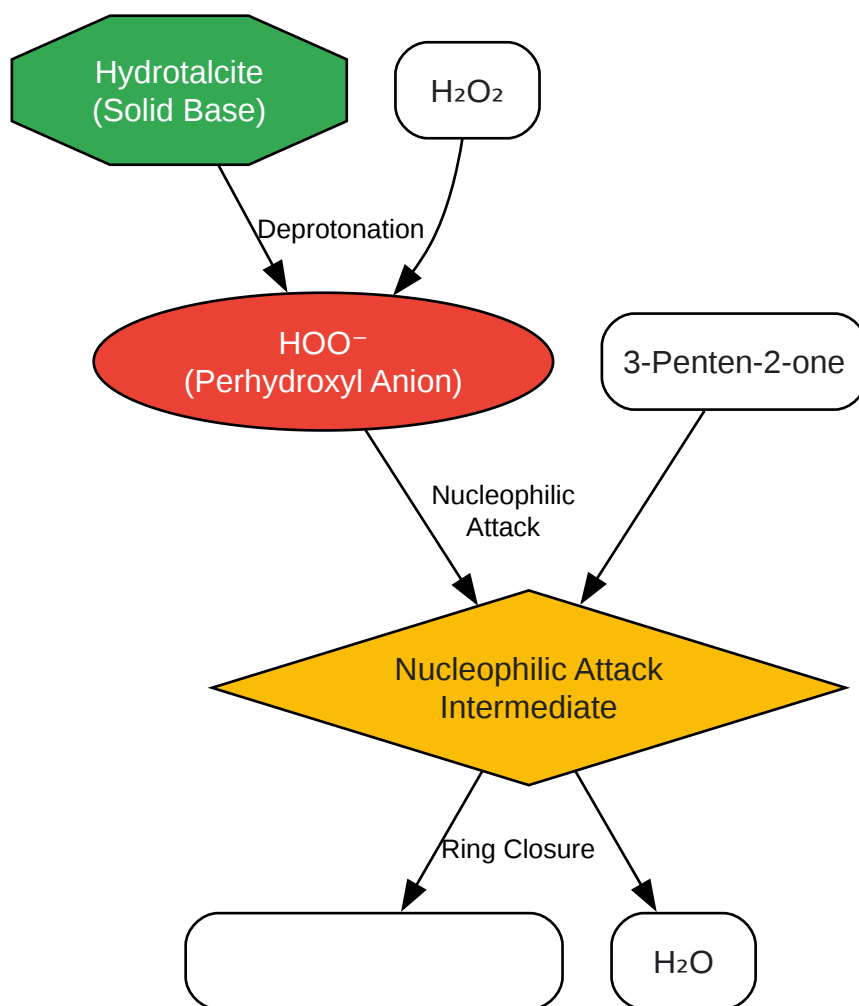 Hydrotalcite
(Solid Base)
H₂O₂
Deprotonation
HOO⁻
(Perhydroxyl Anion)
3-Penten-2-one
Nucleophilic
Attack
Nucleophilic Attack
Intermediate
Ring Closure
H₂O